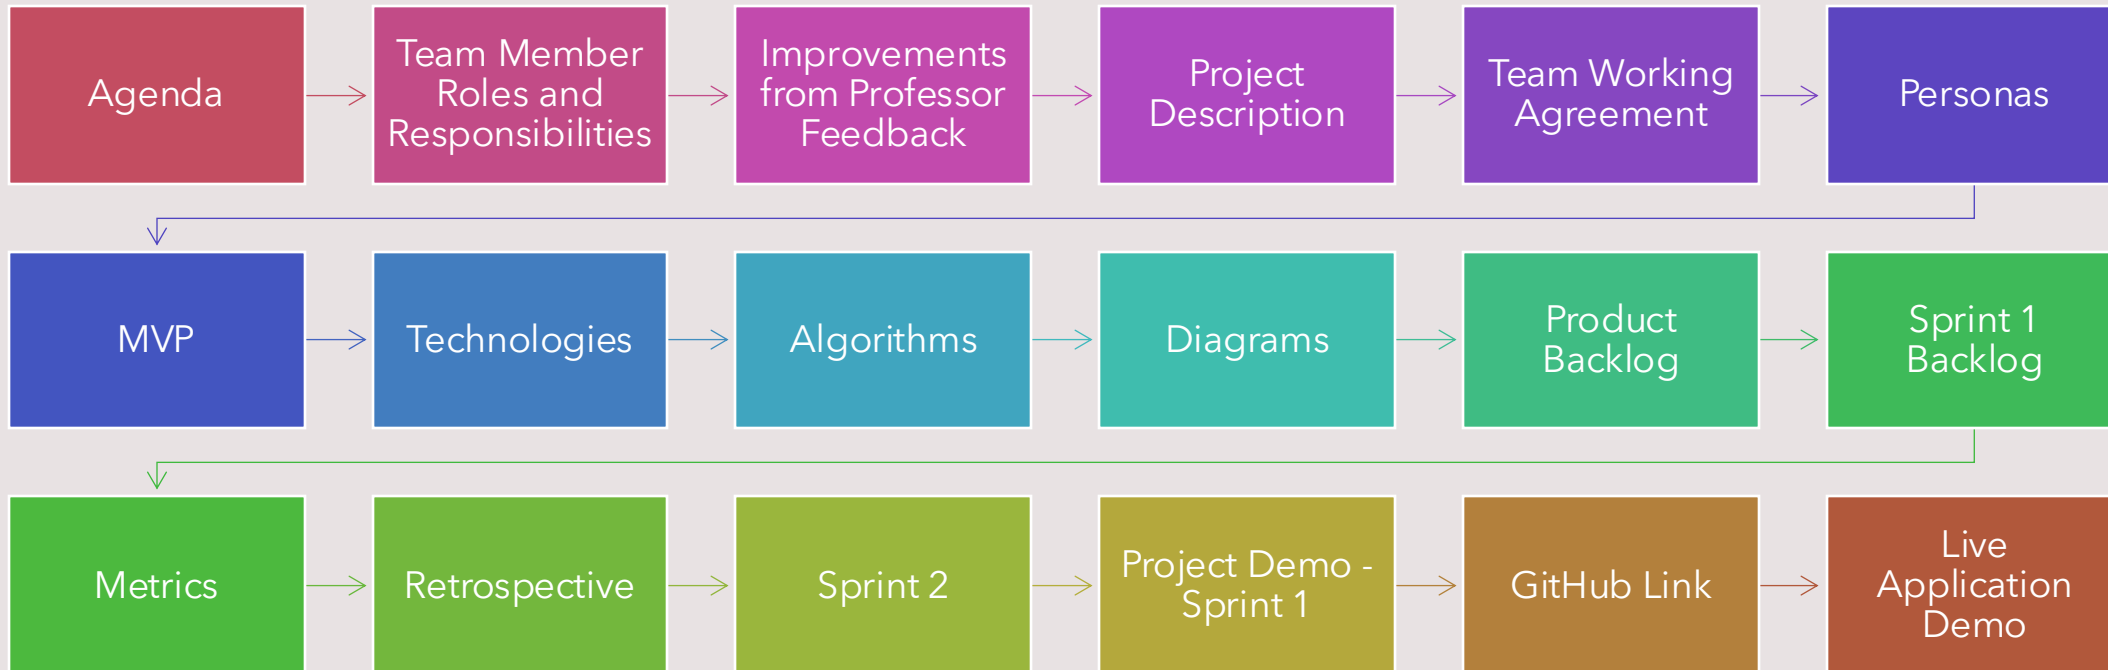 Agenda
Team Member
Roles and
Responsibilities
Improvements
from Professor
Feedback
Project
Description
Team Working
Agreement
Personas
MVP
Technologies
Algorithms
Diagrams
Product
Backlog
Sprint 1
Backlog
Metrics
Retrospective
Sprint 2
Project Demo -
Sprint 1
GitHub Link
Live
Application
Demo